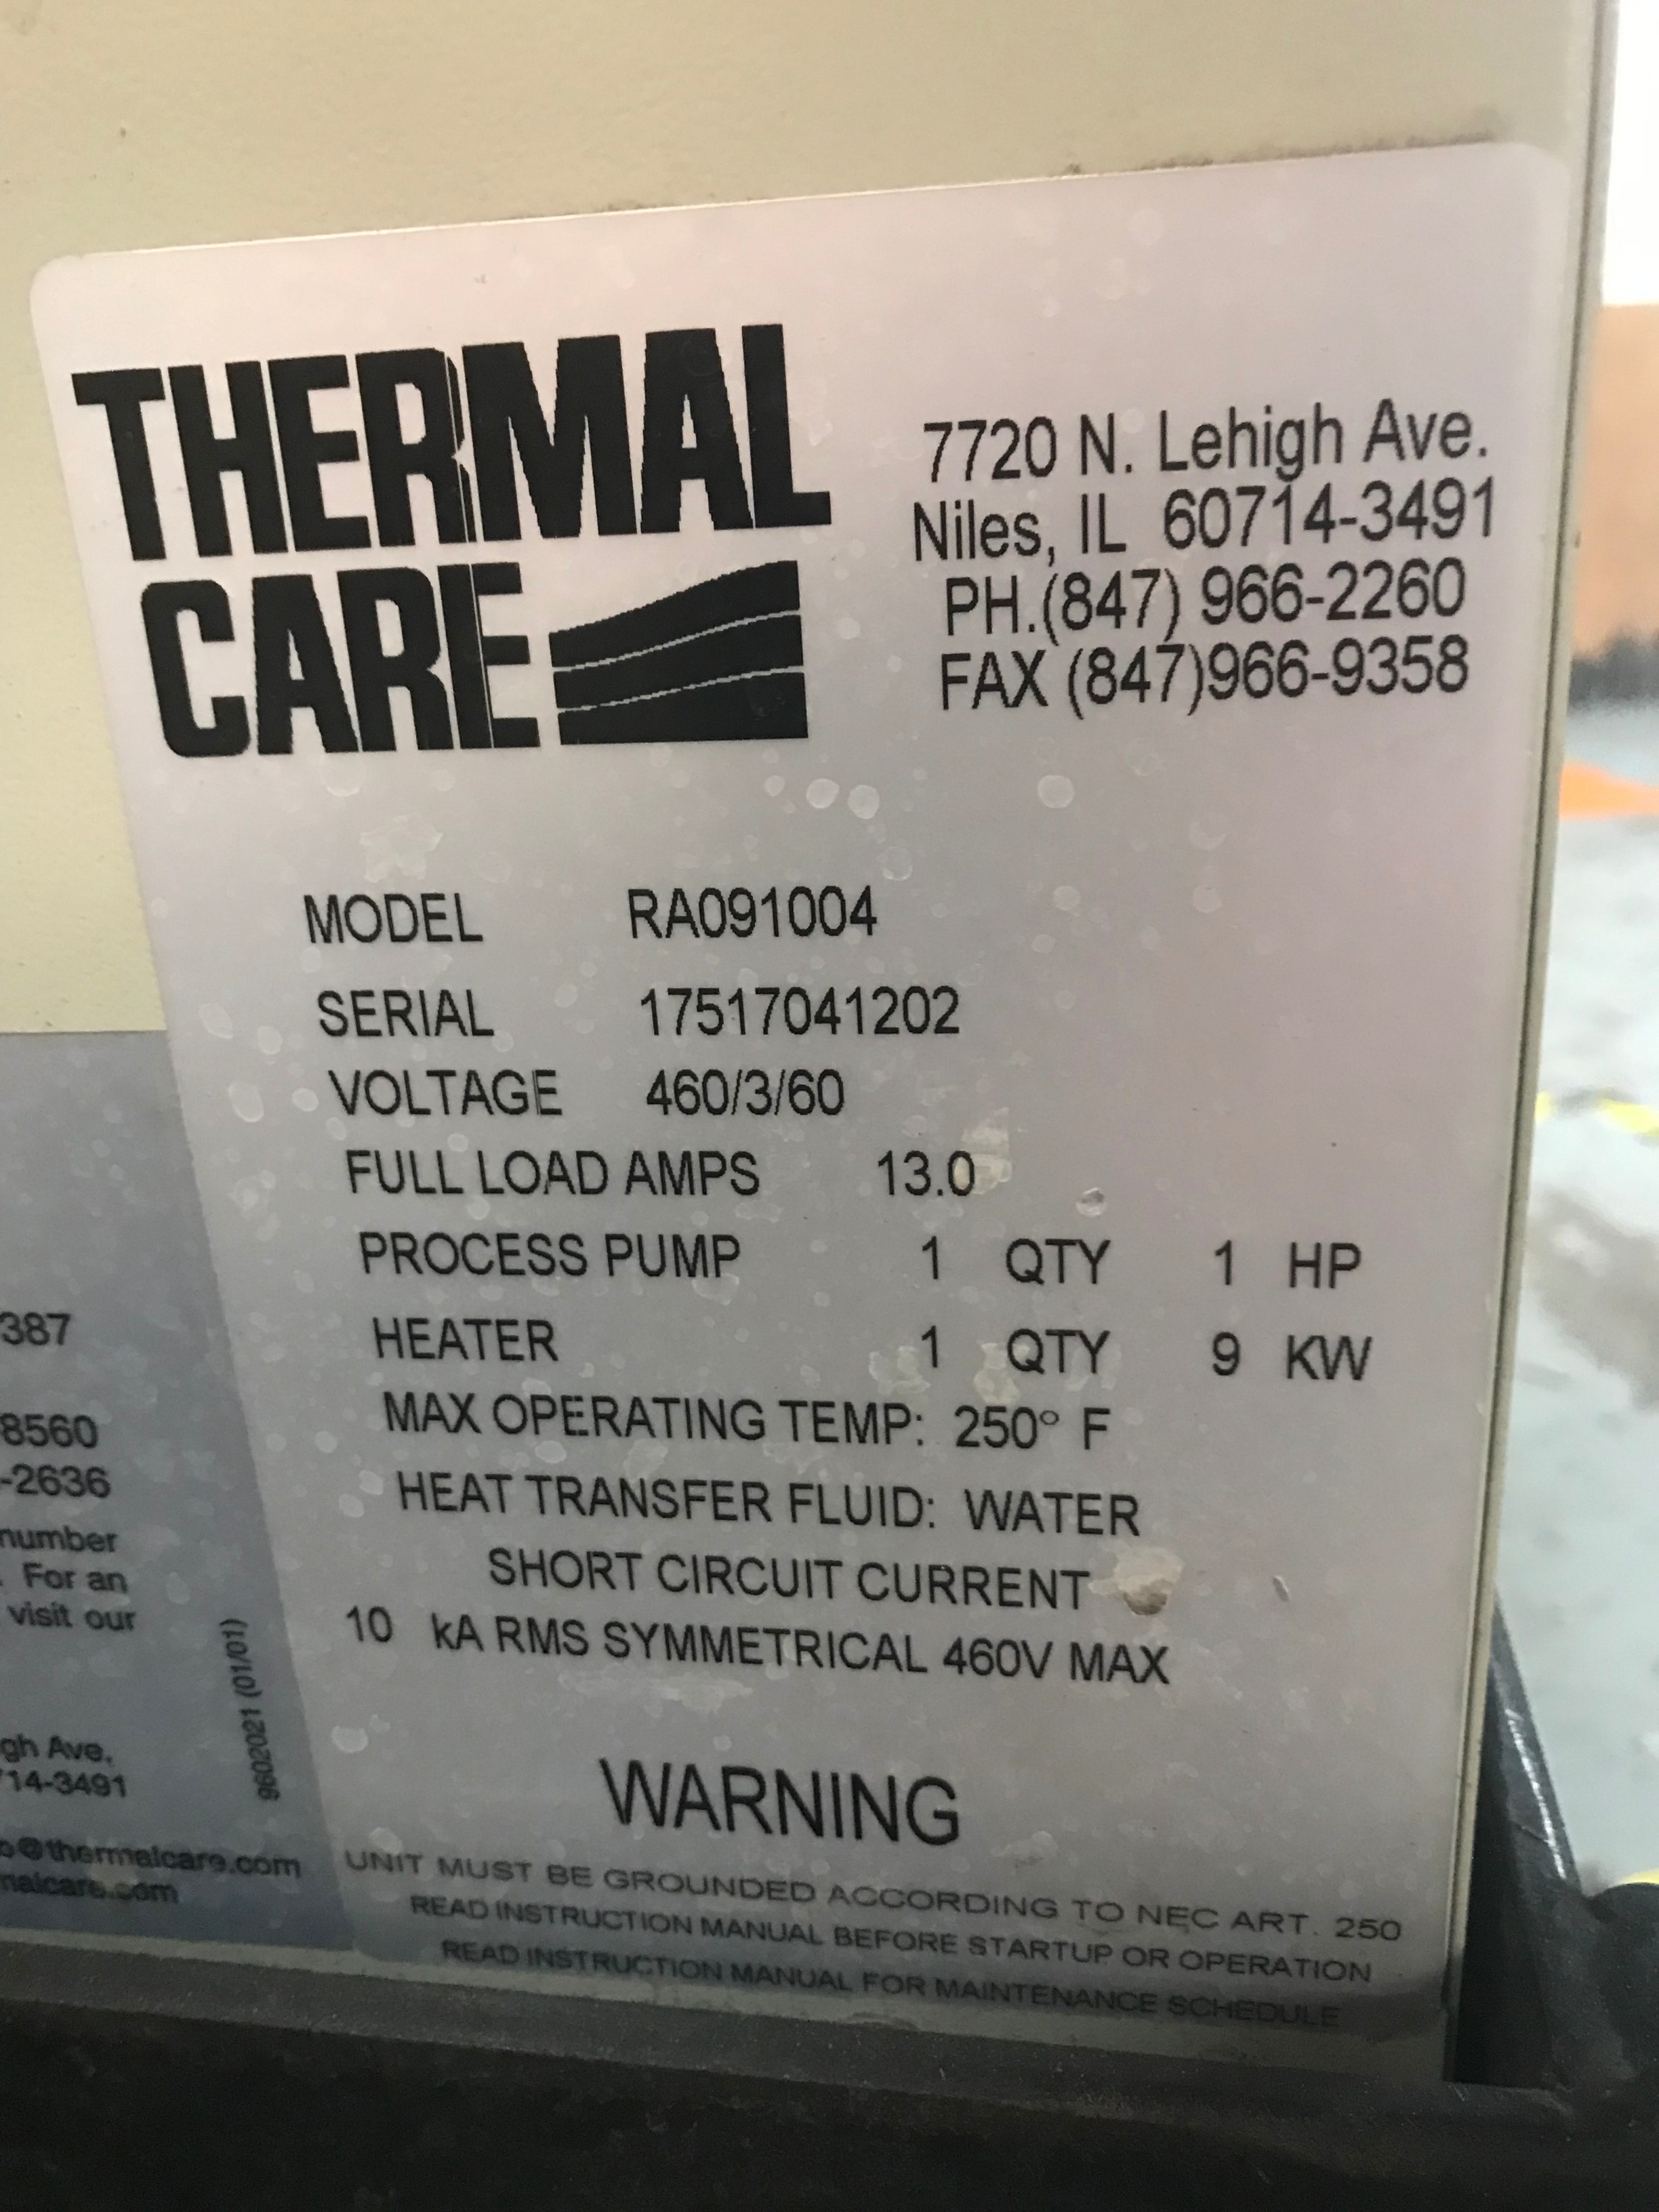 THERMAL
CARE
7720 N. Lehigh Ave.
Niles, IL 60714-3491
PH.(847) 966-2260
FAX (847)966-9358
MODEL RA091004
SERIAL 17517041202
VOLTAGE 460/3/60
FULL LOAD AMPS 13.0
PROCESS PUMP 1 QTY 1 HP
HEATER 1 QTY 9 KW
MAX OPERATING TEMP: 250° F
HEAT TRANSFER FLUID: WATER
SHORT CIRCUIT CURRENT
10 kA RMS SYMMETRICAL 460V MAX
WARNING
UNIT MUST BE GROUNDED ACCORDING TO NEC ART. 250
READ INSTRUCTION MANUAL BEFORE STARTUP OR OPERATION
READ INSTRUCTION MANUAL FOR MAINTENANCE SCHEDULE
387
8560
-2636
number
. For an
visit our
gh Ave.
714-3491
o@thermalcare.com
malcare.com
9602021 (01/01)